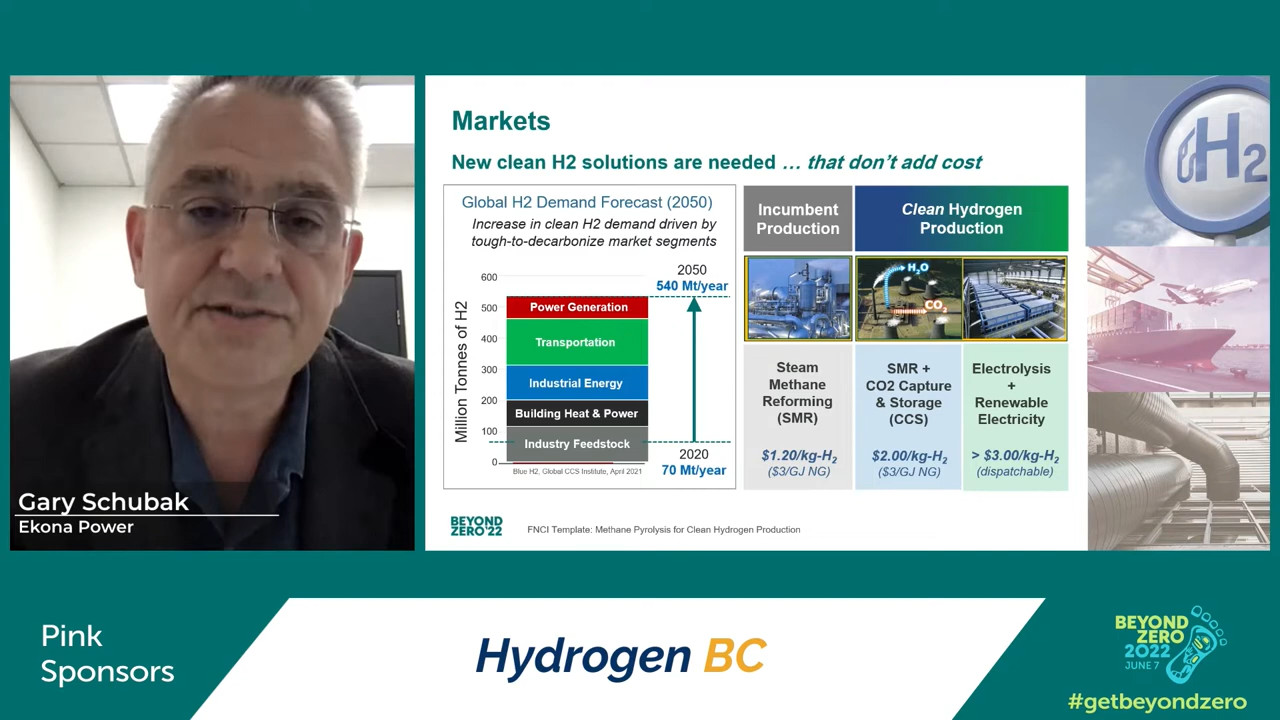 Markets
New clean H2 solutions are needed … that don't add cost
Global H2 Demand Forecast (2050)
Increase in clean H2 demand driven by
tough-to-decarbonize market segments
Million Tonnes of H2
600
500
400
300
200
100
0
Power Generation
Transportation
Industrial Energy
Building Heat & Power
Industry Feedstock
2050
540 Mt/year
2020
70 Mt/year
Blue H2, Global CCS Institute, April 2021
Incumbent
Production
Clean Hydrogen
Production
H₂O
CO₂
Steam
Methane
Reforming
(SMR)
$1.20/kg-H₂
($3/GJ NG)
SMR +
CO2 Capture
& Storage
(CCS)
$2.00/kg-H₂
($3/GJ NG)
Electrolysis
+
Renewable
Electricity
> $3.00/kg-H₂
(dispatchable)
H₂
BEYOND
ZERO'22
FNCI Template: Methane Pyrolysis for Clean Hydrogen Production
Gary Schubak
Ekona Power
Pink
Sponsors
Hydrogen BC
BEYOND
ZERO
2022
JUNE 7
#getbeyondzero